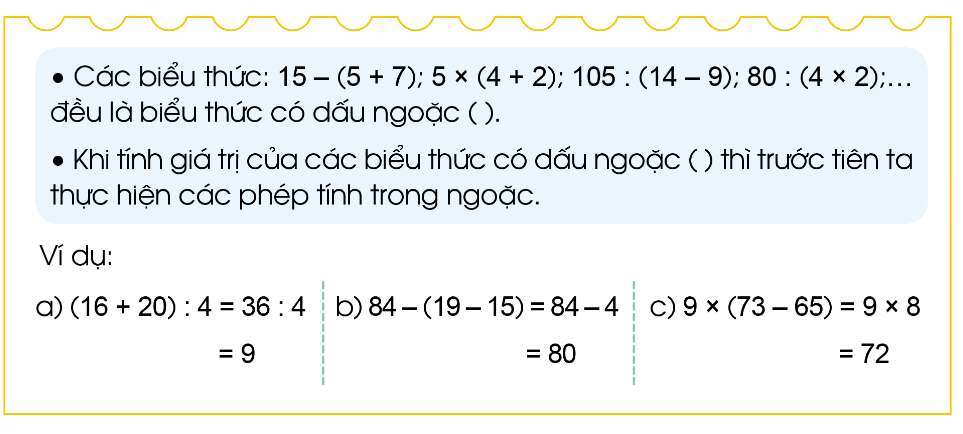 • Các biểu thức: 15 – (5 + 7); 5 × (4 + 2); 105 : (14 – 9); 80 : (4 × 2);...
đều là biểu thức có dấu ngoặc ( ).
• Khi tính giá trị của các biểu thức có dấu ngoặc ( ) thì trước tiên ta
thực hiện các phép tính trong ngoặc.
Ví dụ:
a) (16 + 20) : 4 = 36 : 4
= 9
b) 84 – (19 – 15) = 84 – 4
= 80
c) 9 × (73 – 65) = 9 × 8
= 72